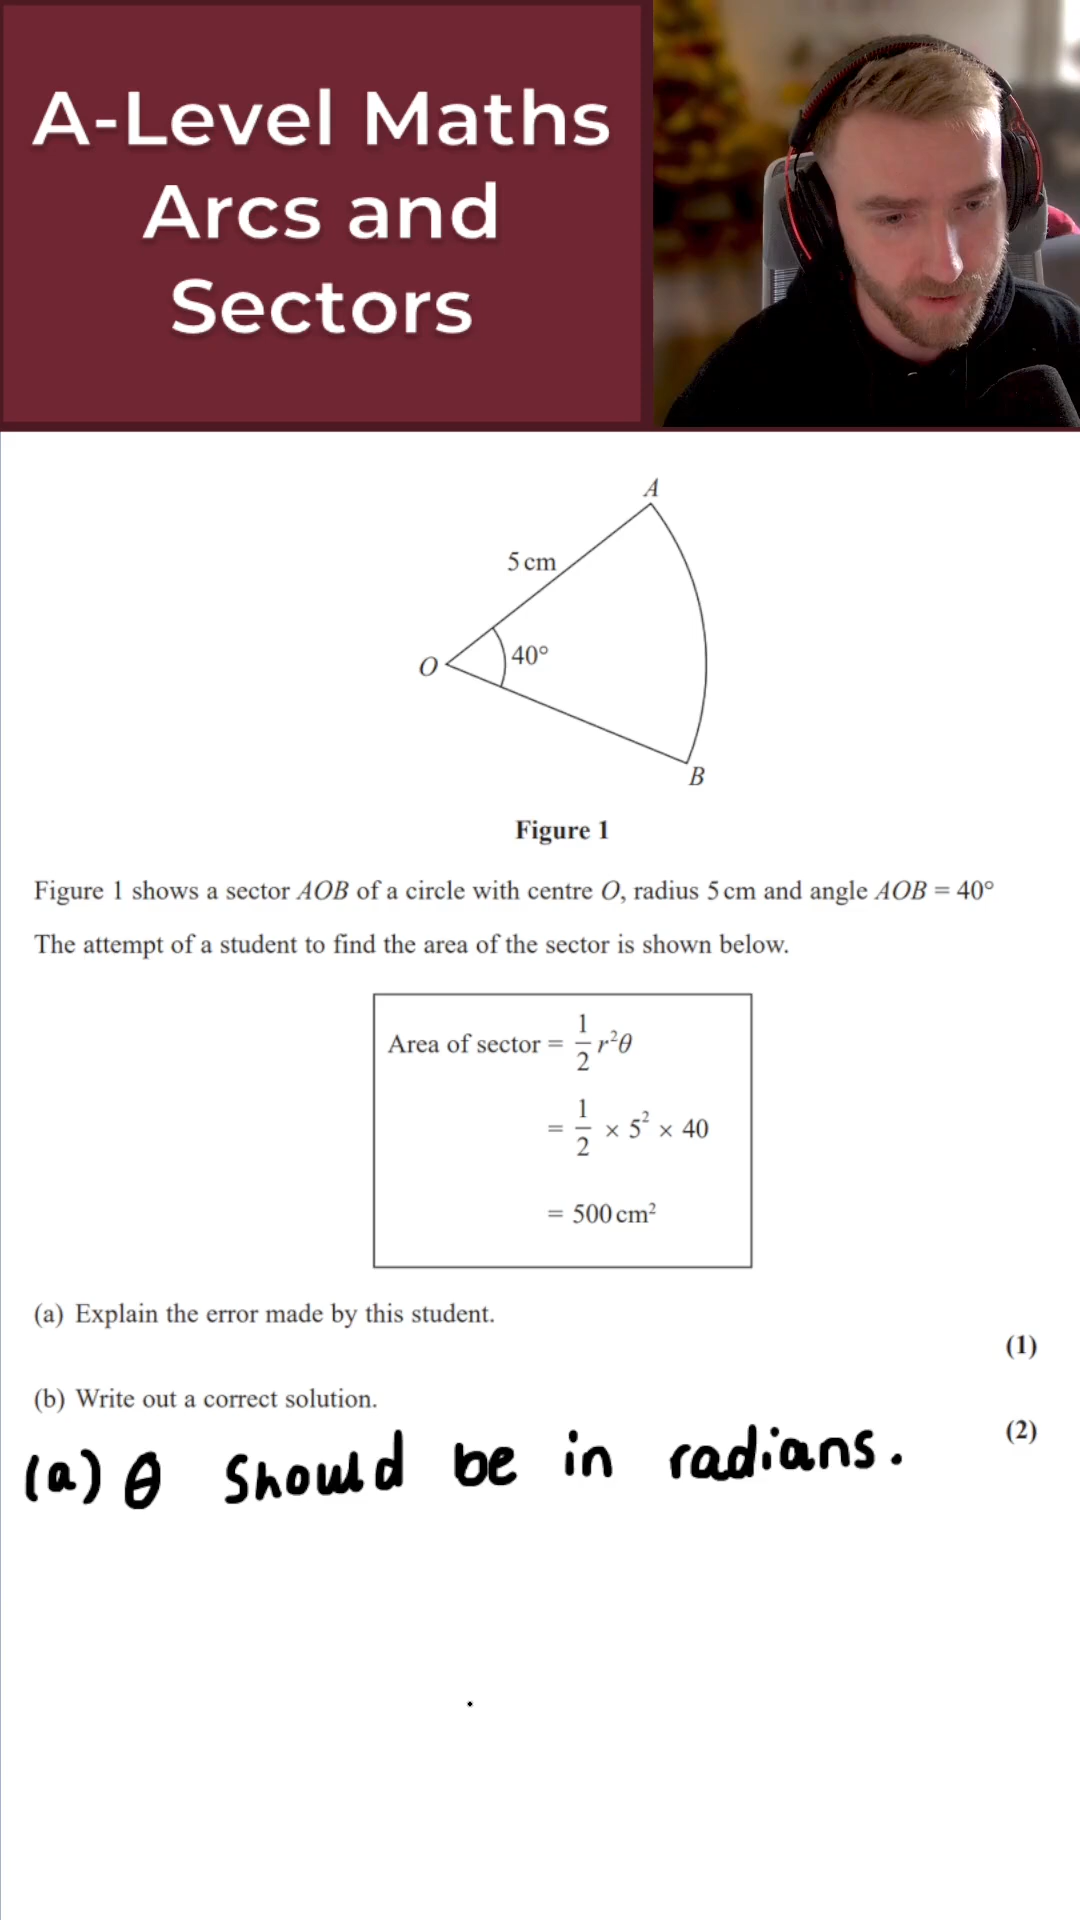 A-Level Maths
Arcs and
Sectors
A
5 cm
40°
O
B
Figure 1
Figure 1 shows a sector AOB of a circle with centre O, radius 5 cm and angle AOB = 40°
The attempt of a student to find the area of the sector is shown below.
Area of sector = 1/2 r²θ
= 1/2 × 5² × 40
= 500 cm²
(a) Explain the error made by this student.
(1)
(b) Write out a correct solution.
(2)
(a) θ should be in radians.